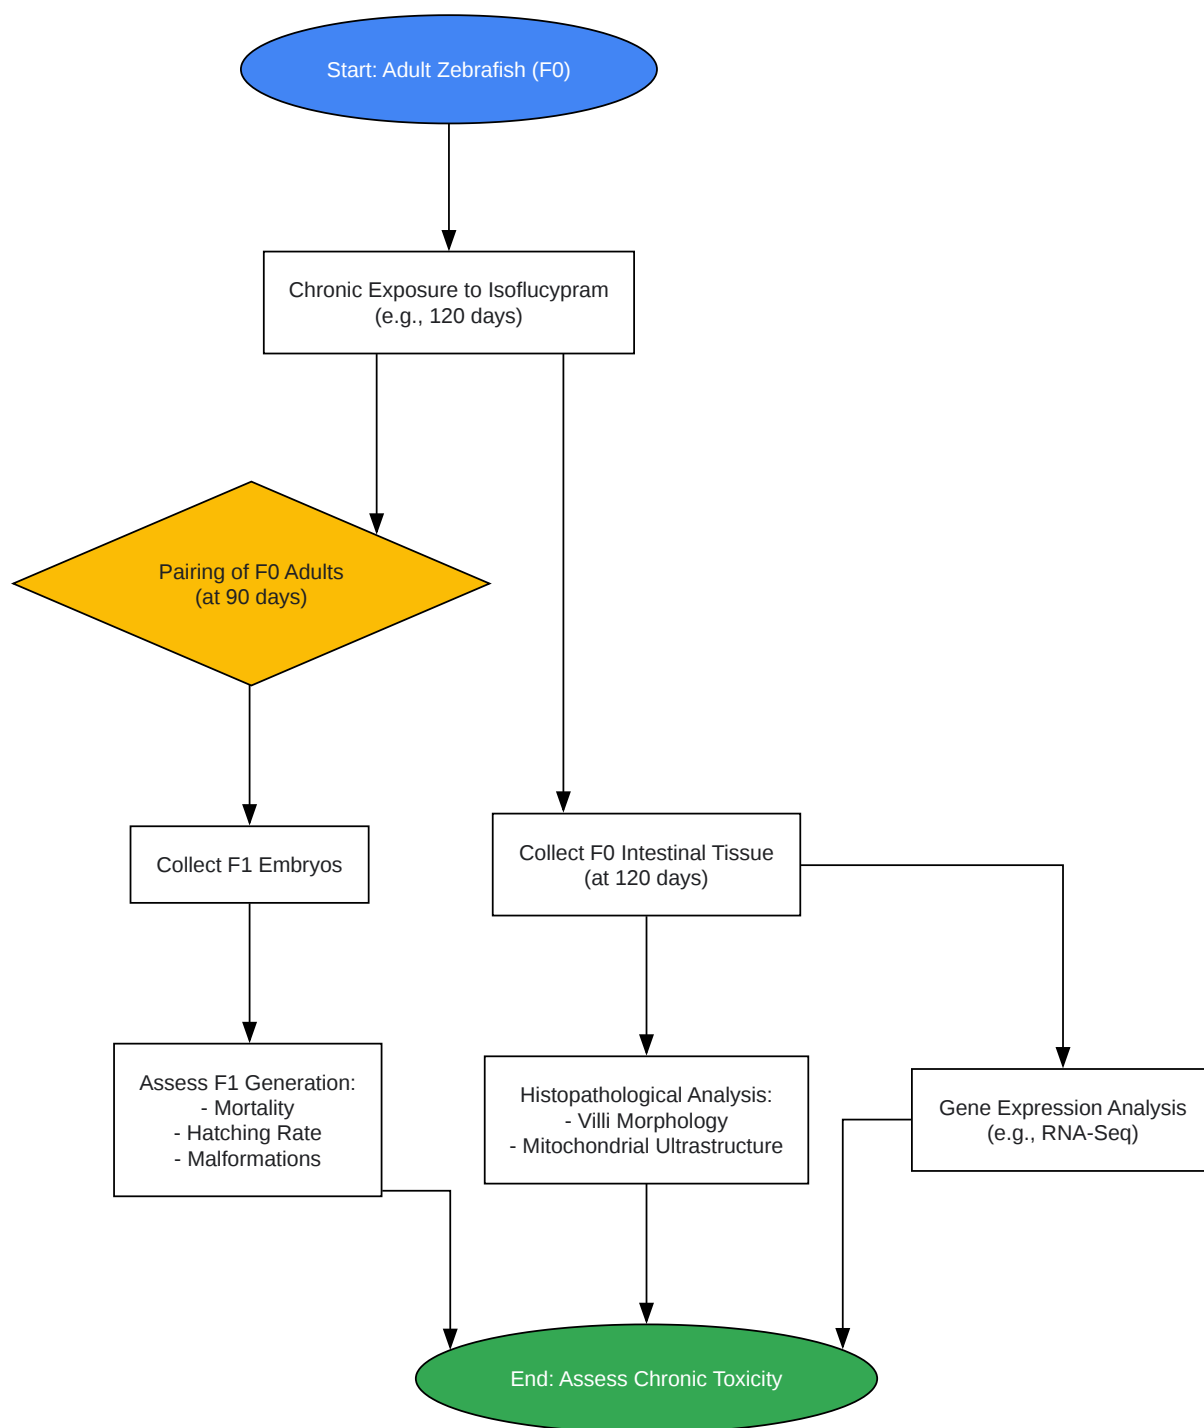 Start: Adult Zebrafish (F0)
Chronic Exposure to Isoflucypram
(e.g., 120 days)
Pairing of F0 Adults
(at 90 days)
Collect F1 Embryos
Collect F0 Intestinal Tissue
(at 120 days)
Assess F1 Generation:
- Mortality
- Hatching Rate
- Malformations
Histopathological Analysis:
- Villi Morphology
- Mitochondrial Ultrastructure
Gene Expression Analysis
(e.g., RNA-Seq)
End: Assess Chronic Toxicity